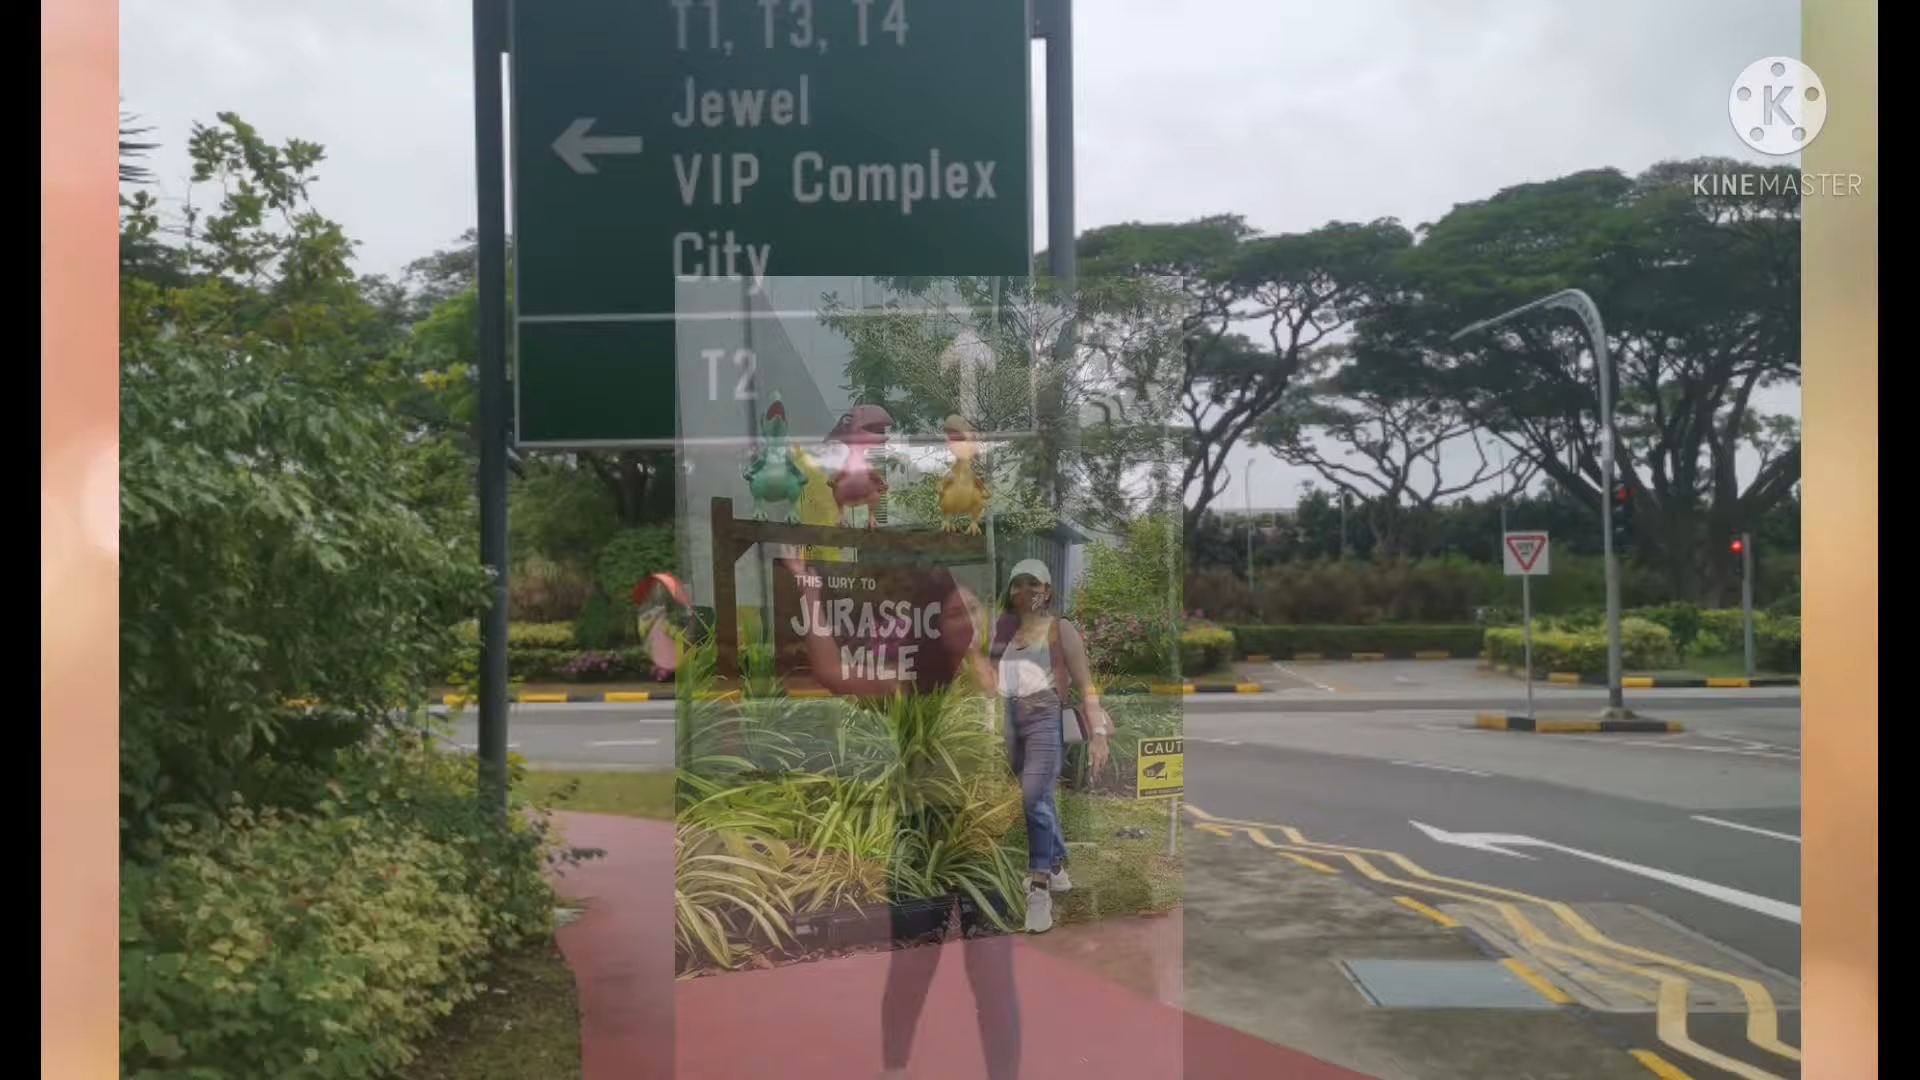 T1, T3, T4
Jewel
VIP Complex
City
T2
K
KINEMASTER
THIS WAY TO
JURASSIC
MILE
CAUT